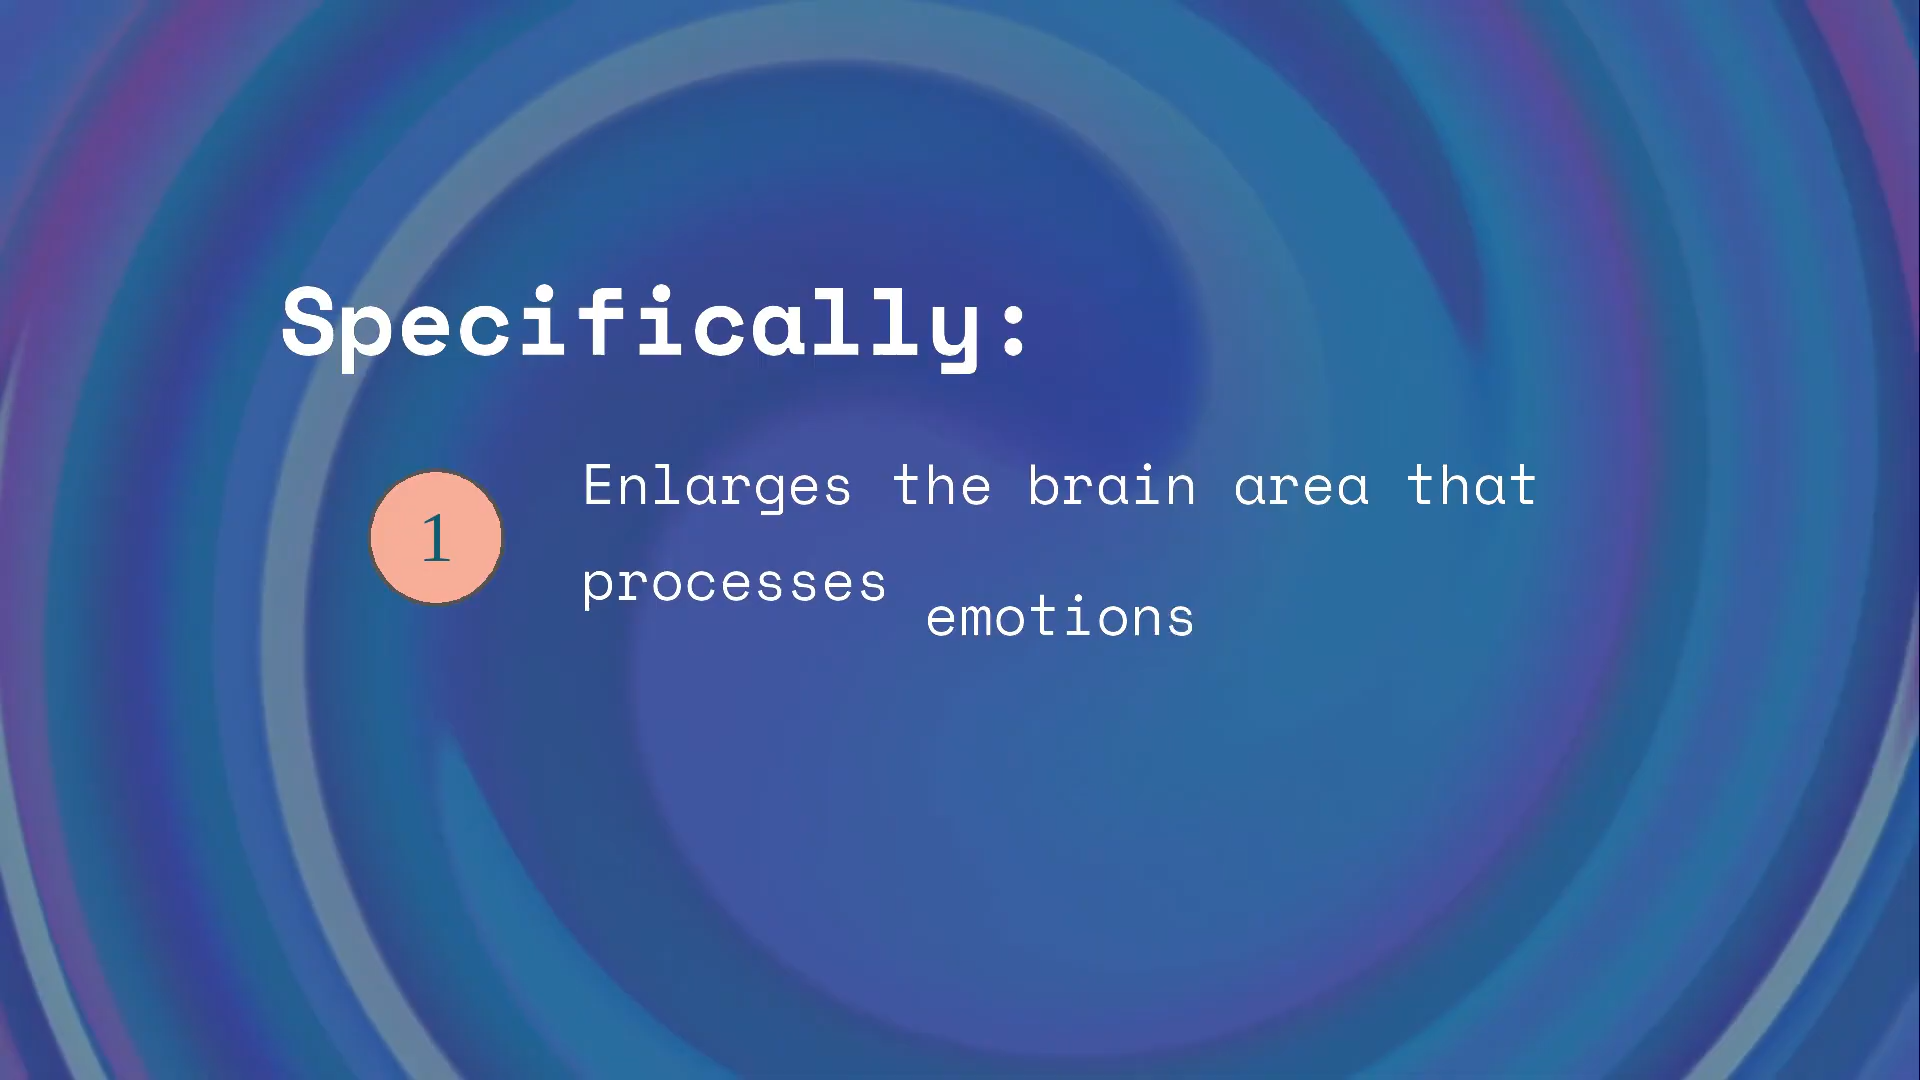 Specifically:
1
Enlarges the brain area that
processes emotions